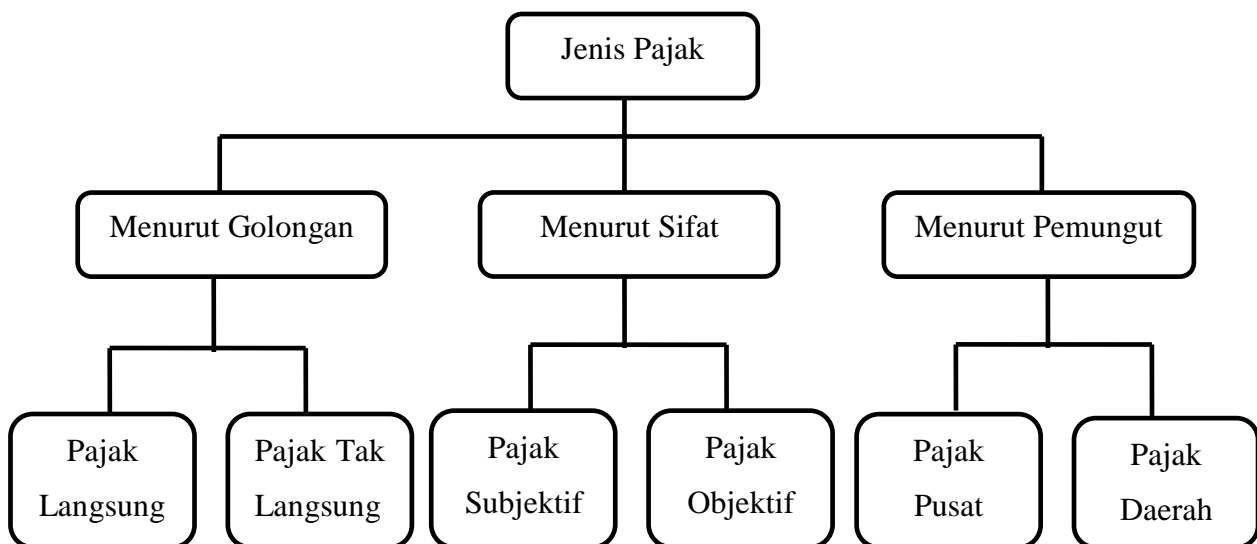 Jenis Pajak
Menurut Golongan
Menurut Sifat
Menurut Pemungut
Pajak
Langsung
Pajak Tak
Langsung
Pajak
Subjektif
Pajak
Objektif
Pajak
Pusat
Pajak
Daerah